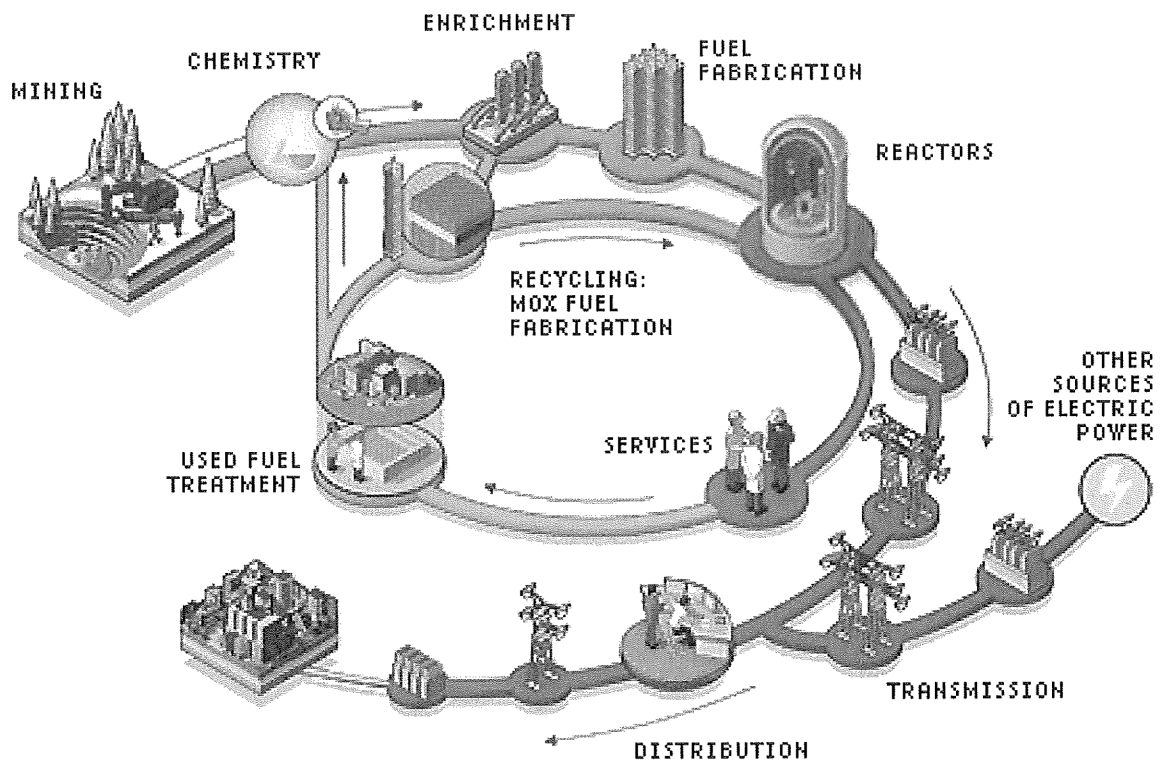 ENRICHMENT
FUEL
FABRICATION
CHEMISTRY
MINING
REACTORS
RECYCLING:
MOX FUEL
FABRICATION
OTHER
SOURCES
OF ELECTRIC
POWER
SERVICES
USED FUEL
TREATMENT
TRANSMISSION
DISTRIBUTION